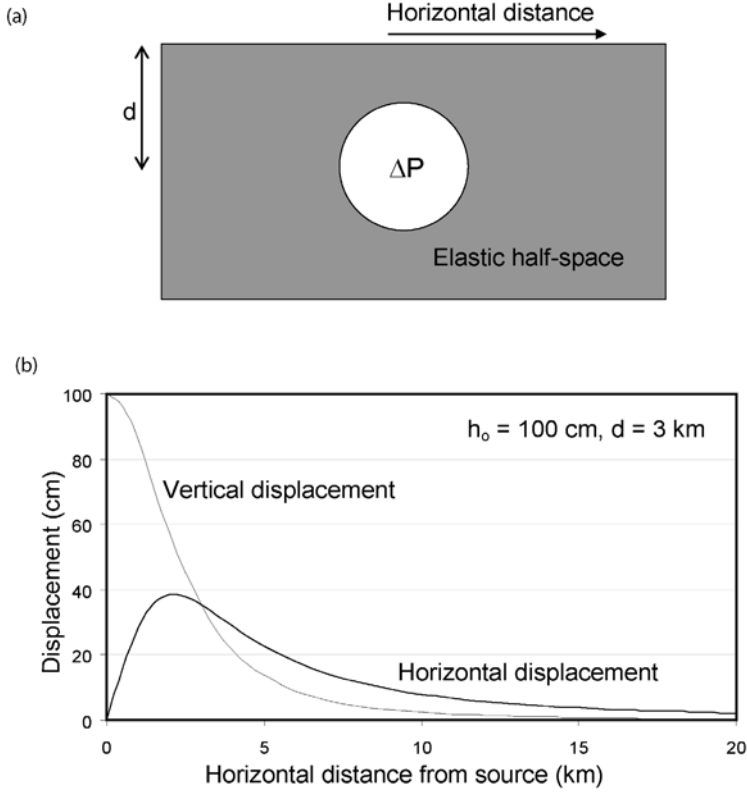 (a)
Horizontal distance
d
ΔP
Elastic half-space
(b)
100
80
60
40
20
0
Displacement (cm)
hₒ = 100 cm, d = 3 km
Vertical displacement
Horizontal displacement
0 5 10 15 20
Horizontal distance from source (km)